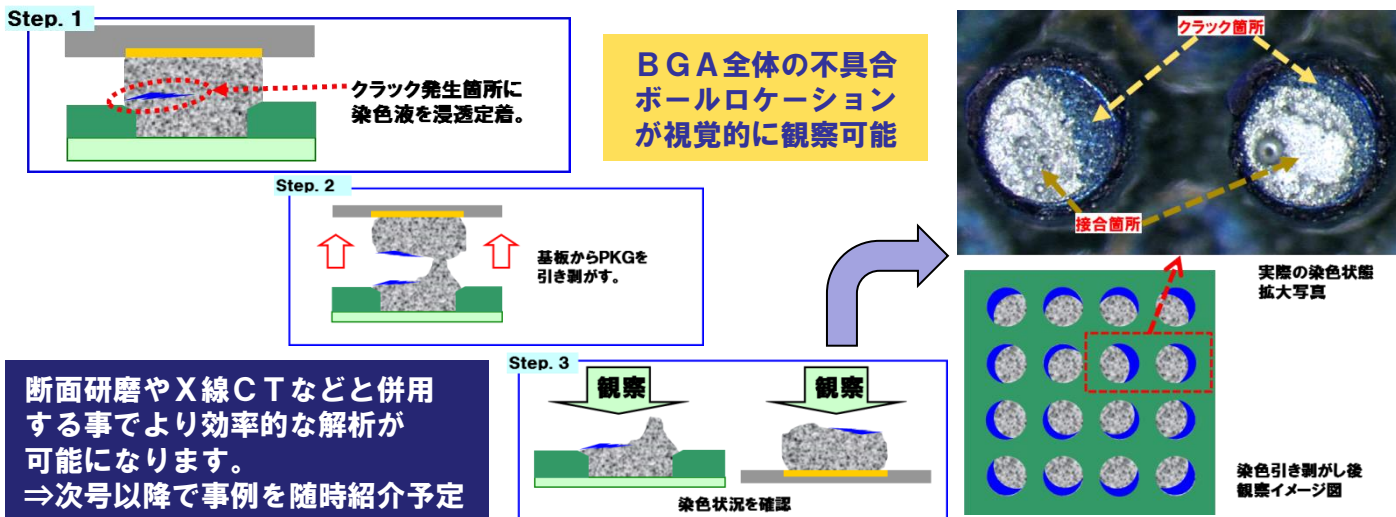 Step. 1
クラック発生箇所に
染色液を浸透定着。
ＢＧＡ全体の不具合
ボールロケーション
が視覚的に観察可能
クラック箇所
接合箇所
実際の染色状態
拡大写真
Step. 2
基板からPKGを
引き剥がす。
Step. 3
観察
観察
染色状況を確認
断面研磨やＸ線ＣＴなどと併用
する事でより効率的な解析が
可能になります。
⇒次号以降で事例を随時紹介予定
染色引き剥がし後
観察イメージ図